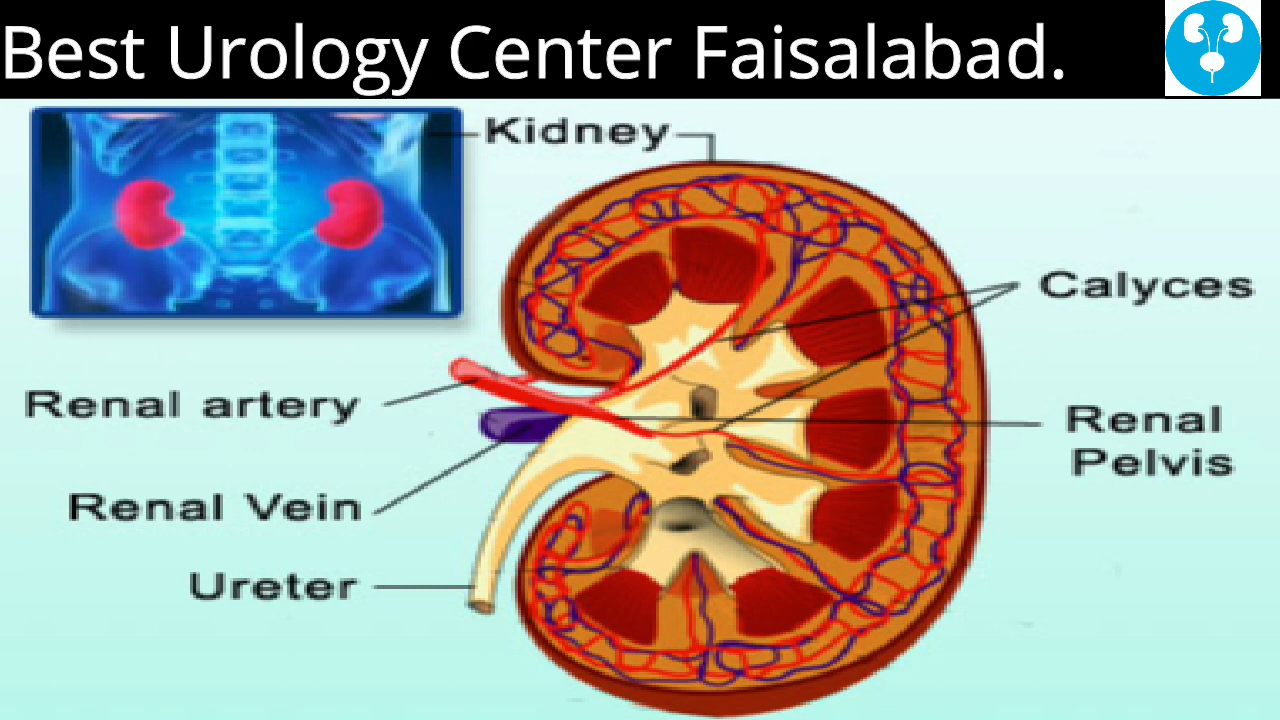 Best Urology Center Faisalabad.
Kidney
Calyces
Renal artery
Renal
Pelvis
Renal Vein
Ureter